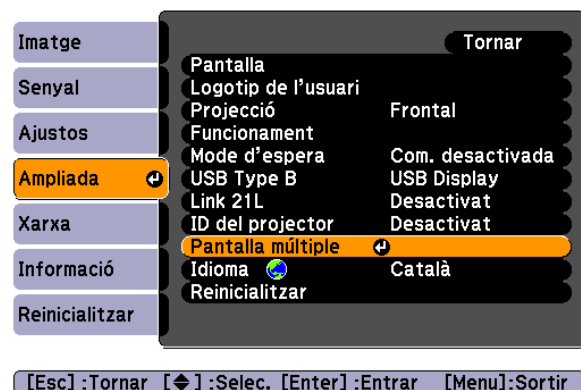 Imatge
Senyal
Ajustos
Ampliada
Xarxa
Informació
Reinicialitzar
Tornar
Pantalla
Logotip de l'usuari
Projecció Frontal
Funcionament
Mode d'espera Com. desactivada
USB Type B USB Display
Link 21L Desactivat
ID del projector Desactivat
Pantalla múltiple
Idioma Català
Reinicialitzar
[Esc] :Tornar [◆] :Selec. [Enter] :Entrar [Menu]:Sortir